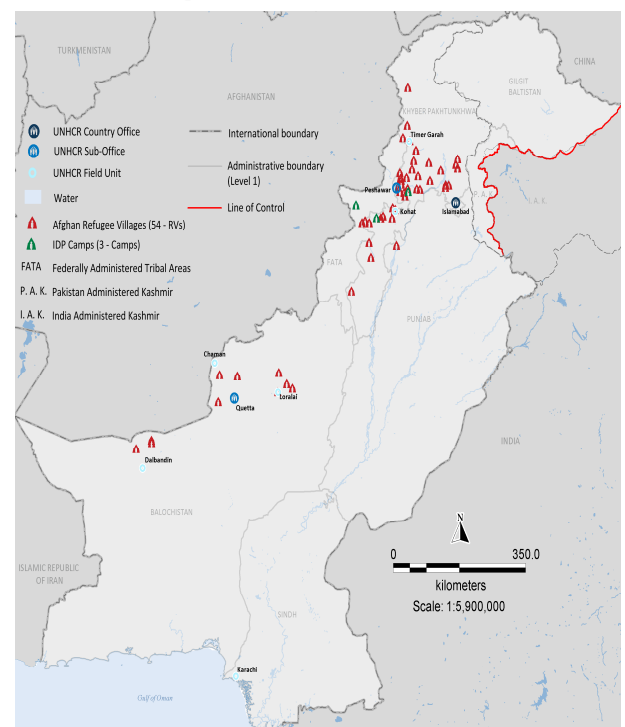 TURKMENISTAN
CHINA
GILGIT
BALTISTAN
AFGHANISTAN
KHYBER PAKHTUNKHWA
UNHCR Country Office
UNHCR Sub-Office
UNHCR Field Unit
Water
Afghan Refugee Villages (54 - RVs)
IDP Camps (3 - Camps)
FATA Federally Administered Tribal Areas
P. A. K. Pakistan Administered Kashmir
I. A. K. India Administered Kashmir
International boundary
Administrative boundary
(Level 1)
Line of Control
Timer Garah
Peshawar
P. A. K.
I. A. K.
Kohat
Islamabad
FATA
PUNJAB
Chaman
Loralai
Quetta
Dalbandin
INDIA
BALOCHISTAN
N
0 350.0
kilometers
Scale: 1:5,900,000
ISLAMIC REPUBLIC
OF IRAN
SINDH
Karachi
Gulf of Oman